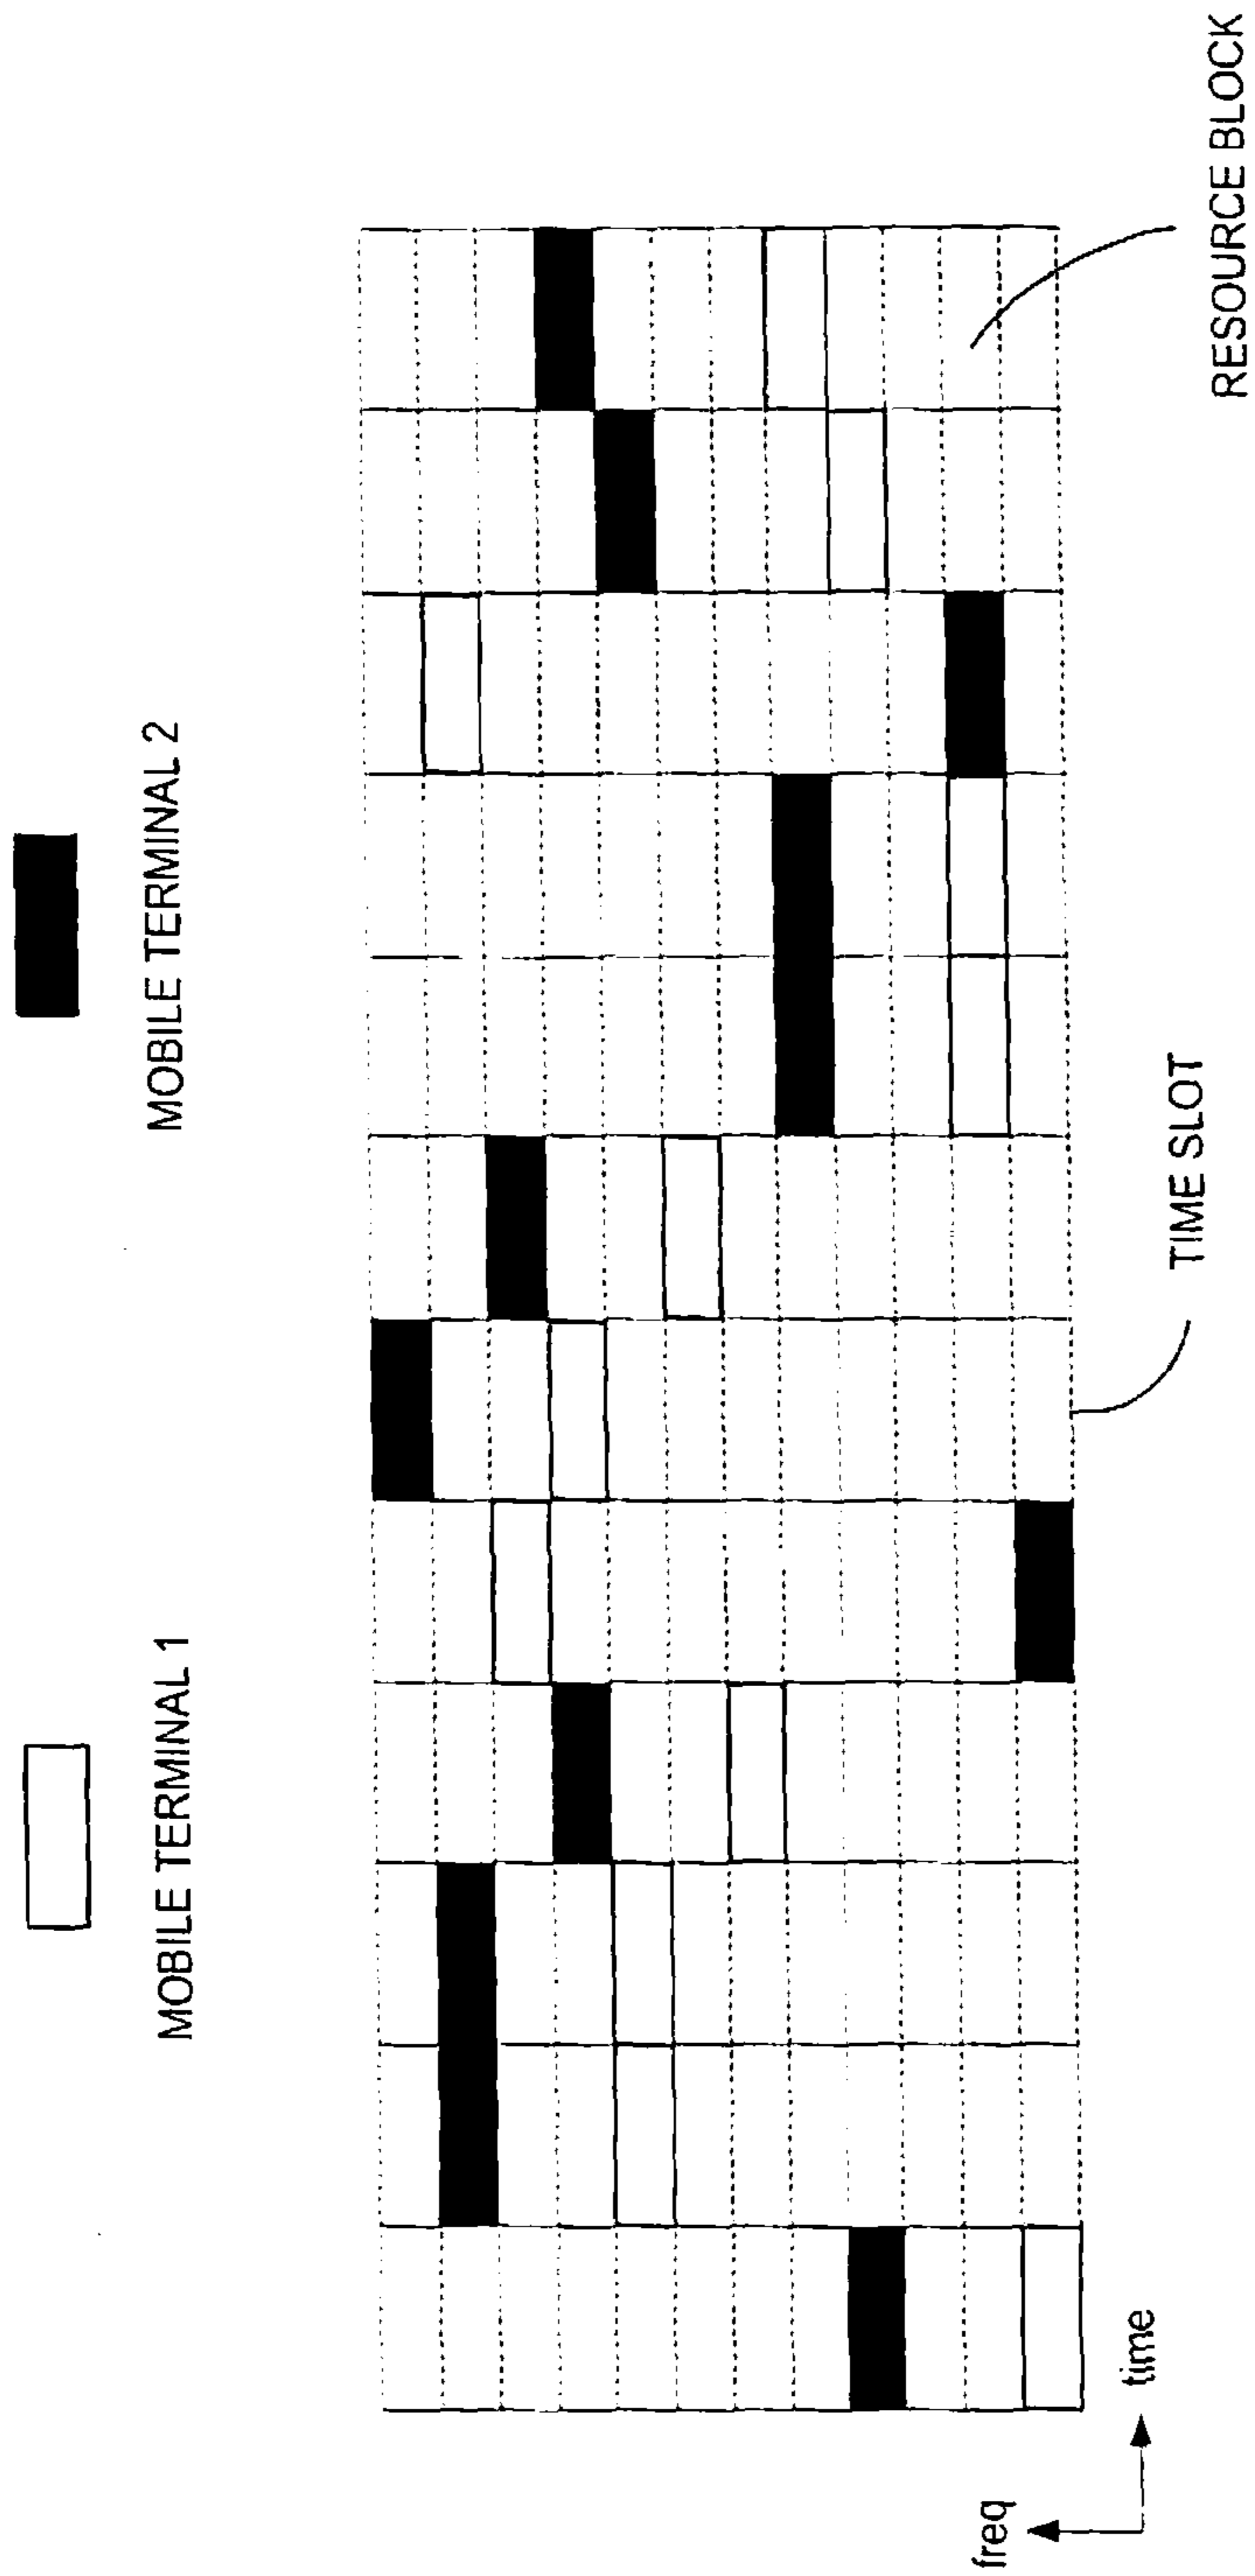 MOBILE TERMINAL 1
MOBILE TERMINAL 2
RESOURCE BLOCK
TIME SLOT
freq
time